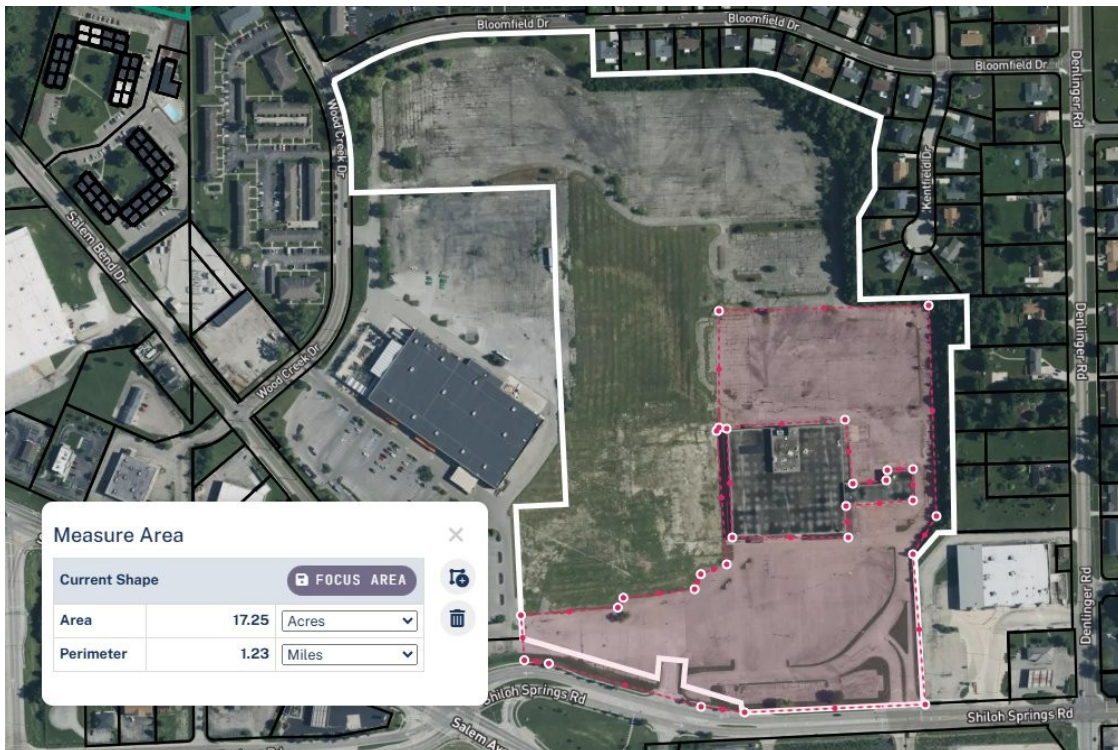 Bloomfield Dr
Bloomfield Dr
Bloomfield Dr
Denlinger Rd
Wood Creek Dr
Kentfield Dr
Salem Bend Dr
Denlinger Rd
Wood Creek Dr
Measure Area
Current Shape
FOCUS AREA
Area 17.25 Acres
Perimeter 1.23 Miles
Denlinger Rd
Shiloh Springs Rd
Shiloh Springs Rd